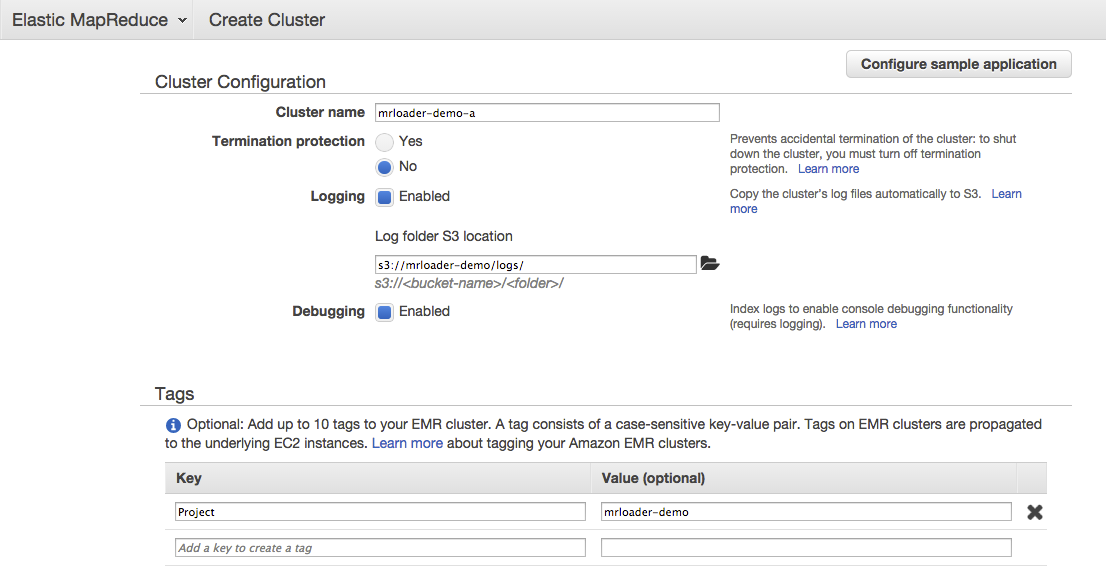 Elastic MapReduce Create Cluster
Configure sample application
Cluster Configuration
Cluster name mrloader-demo-a
Termination protection Yes
No
Prevents accidental termination of the cluster: to shut
down the cluster, you must turn off termination
protection. Learn more
Logging Enabled
Copy the cluster's log files automatically to S3. Learn
more
Log folder S3 location
s3://mrloader-demo/logs/
s3://<bucket-name>/<folder>/
Debugging Enabled
Index logs to enable console debugging functionality
(requires logging). Learn more
Tags
Optional: Add up to 10 tags to your EMR cluster. A tag consists of a case-sensitive key-value pair. Tags on EMR clusters are propagated
to the underlying EC2 instances. Learn more about tagging your Amazon EMR clusters.
Key Value (optional)
Project mrloader-demo
Add a key to create a tag